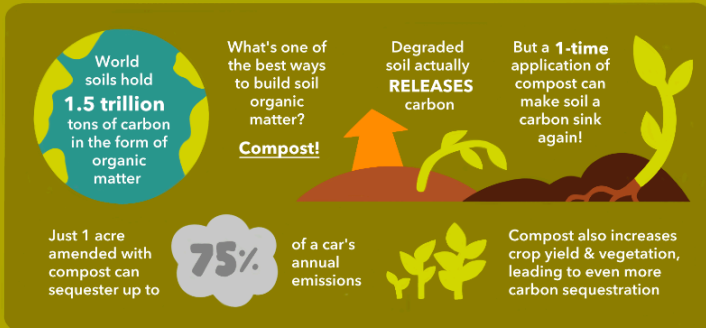 World
soils hold
1.5 trillion
tons of carbon
in the form of
organic
matter
What's one of
the best ways
to build soil
organic
matter?
Compost!
Degraded
soil actually
RELEASES
carbon
But a 1-time
application of
compost can
make soil a
carbon sink
again!
Just 1 acre
amended with
compost can
sequester up to
75%
of a car's
annual
emissions
Compost also increases
crop yield & vegetation,
leading to even more
carbon sequestration